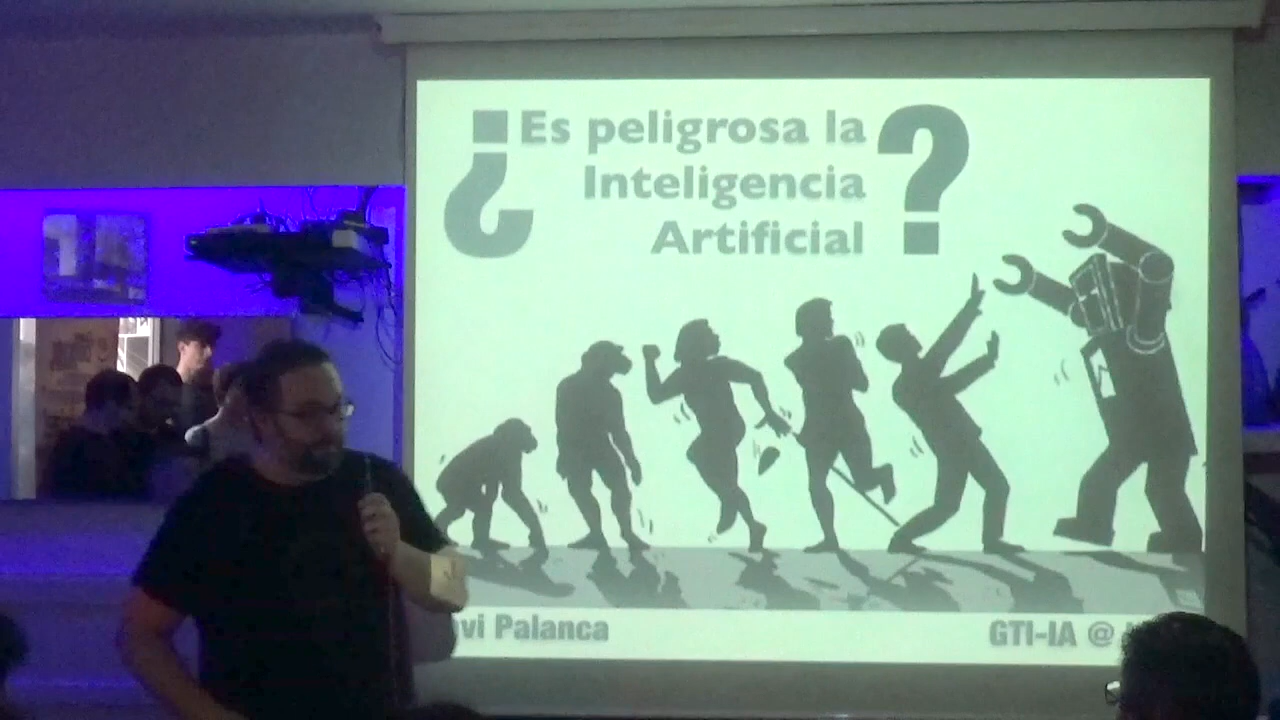 ¿Es peligrosa la
Inteligencia
Artificial?
vi Palanca
GTI-IA @